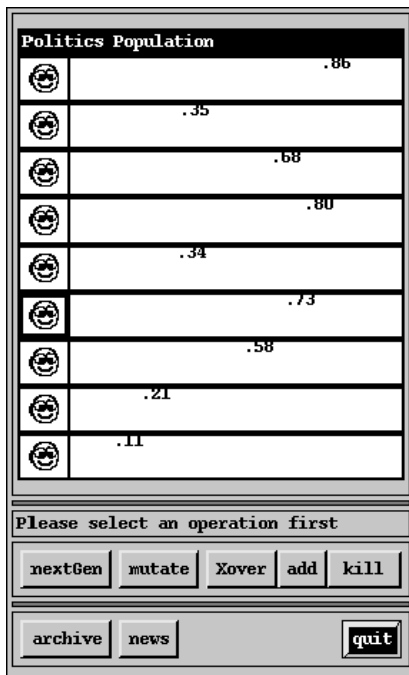 Politics Population
.86
.35
.68
.80
.34
.73
.58
.21
.11
Please select an operation first
nextGen mutate Xover add kill
archive news quit